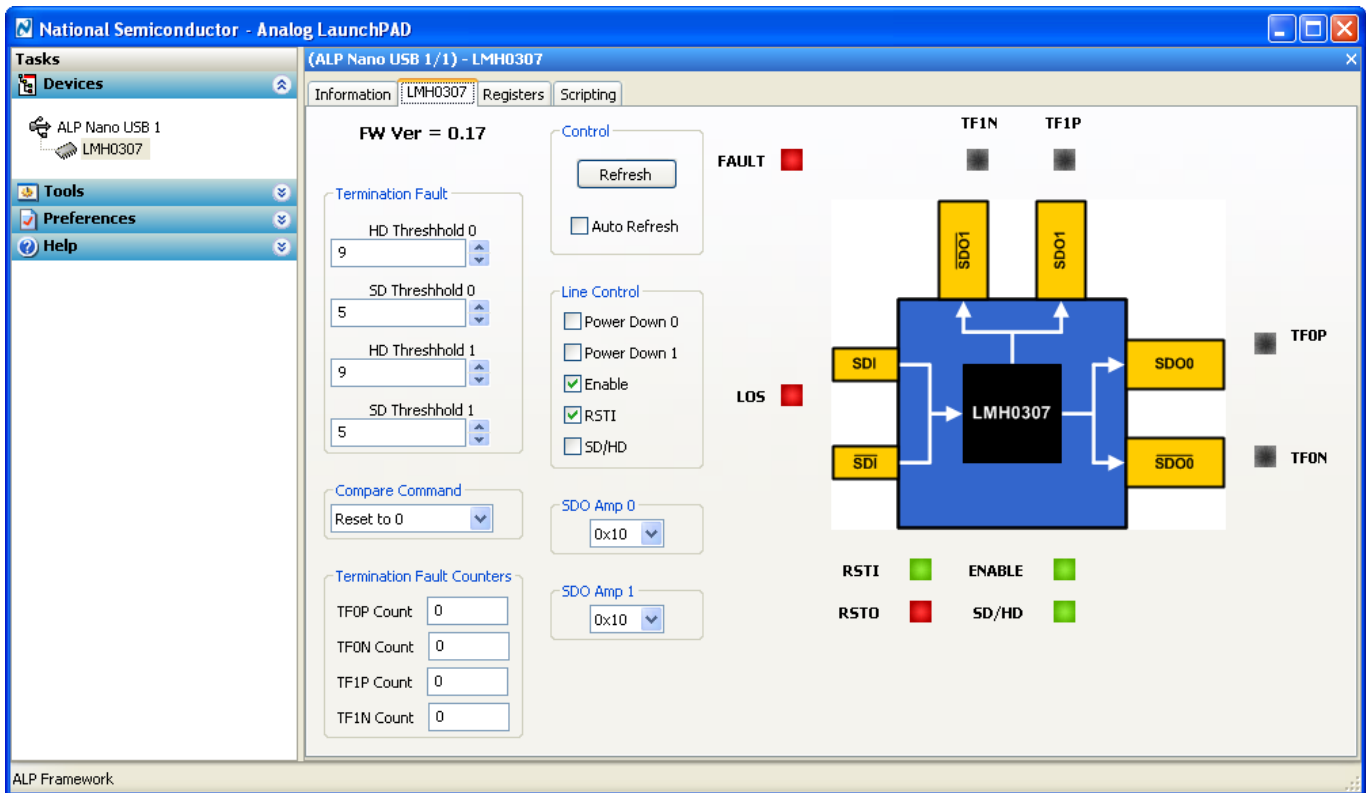 National Semiconductor - Analog LaunchPAD
Tasks
Devices
ALP Nano USB 1
LMH0307
Tools
Preferences
Help
(ALP Nano USB 1/1) - LMH0307
Information
LMH0307
Registers
Scripting
FW Ver = 0.17
Termination Fault
HD Threshhold 0
9
SD Threshhold 0
5
HD Threshhold 1
9
SD Threshhold 1
5
Compare Command
Reset to 0
Termination Fault Counters
TF0P Count 0
TF0N Count 0
TF1P Count 0
TF1N Count 0
Control
Refresh
Auto Refresh
Line Control
Power Down 0
Power Down 1
Enable
RSTI
SD/HD
SDO Amp 0
0x10
SDO Amp 1
0x10
FAULT
TF1N
TF1P
SDO1
SDO1
TF0P
SDI
SDO0
LOS
LMH0307
SDI
SDO0
TF0N
RSTI
ENABLE
RSTO
SD/HD
ALP Framework